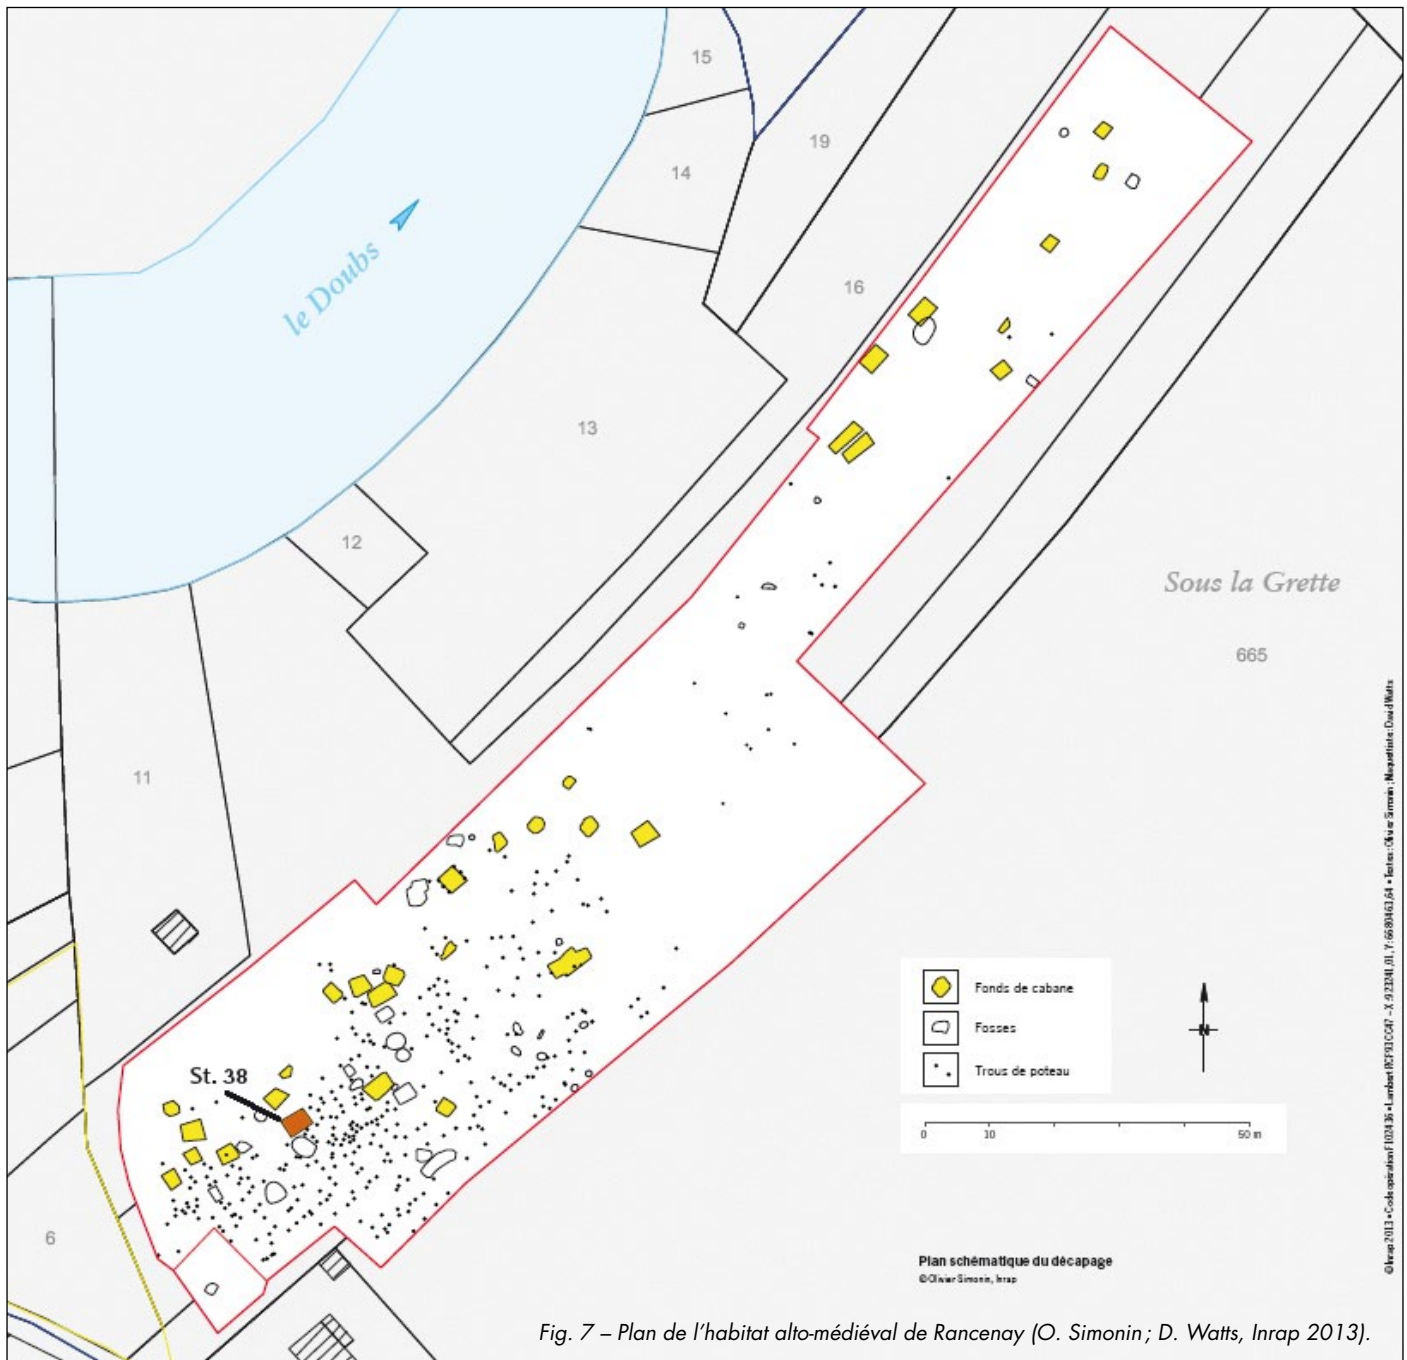 15
19
14
le Doubs
16
13
12
Sous la Grette
665
11
Fonds de cabane
Fosses
N
Trous de poteau
St. 38
0 10 50 m
6
Plan schématique du décapage
©Olivier Simonin, Inrap
Fig. 7 – Plan de l’habitat alto-médiéval de Rancenay (O. Simonin ; D. Watts, Inrap 2013).